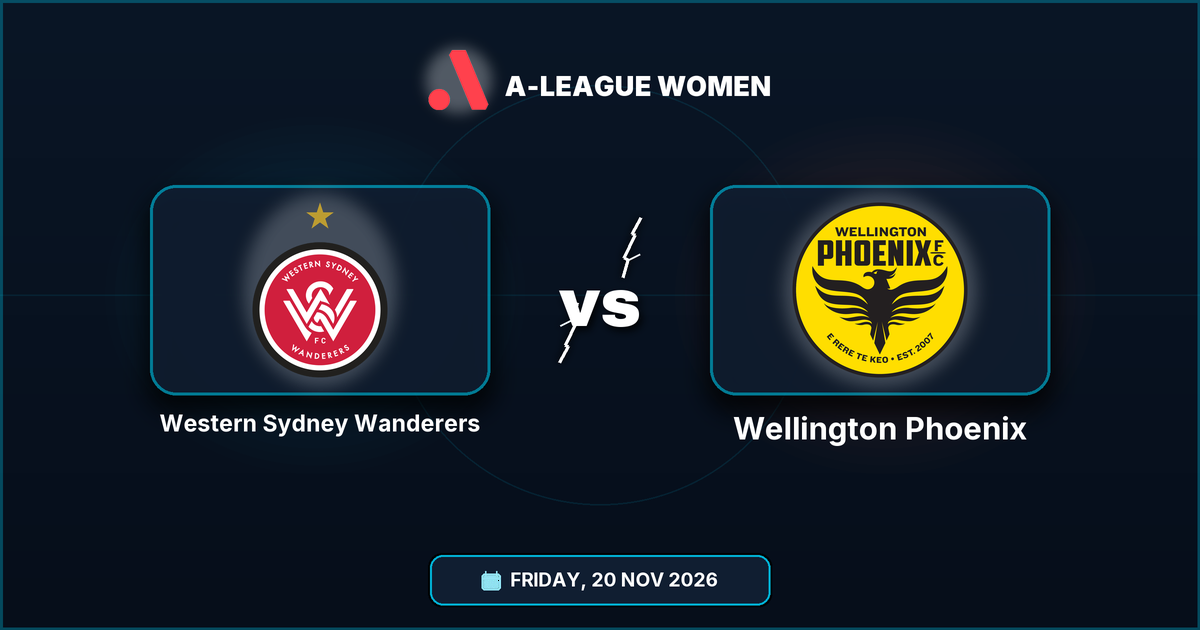 A-LEAGUE WOMEN
WESTERN SYDNEY
WSW
FC
WANDERERS
vs
WELLINGTON
PHOENIX FC
E RERE TE KEO • EST. 2007
Western Sydney Wanderers
Wellington Phoenix
FRIDAY, 20 NOV 2026